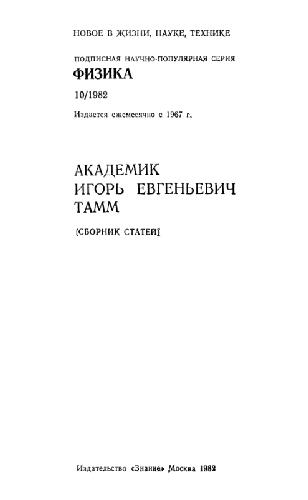 НОВОЕ В ЖИЗНИ, НАУКЕ, ТЕХНИКЕ
ПОДПИСНАЯ НАУЧНО-ПОПУЛЯРНАЯ СЕРИЯ
ФИЗИКА
10/1982
Издается ежемесячно с 1967 г.
АКАДЕМИК
ИГОРЬ ЕВГЕНЬЕВИЧ
ТАММ
(СБОРНИК СТАТЕЙ)
Издательство «Знание» Москва 1982